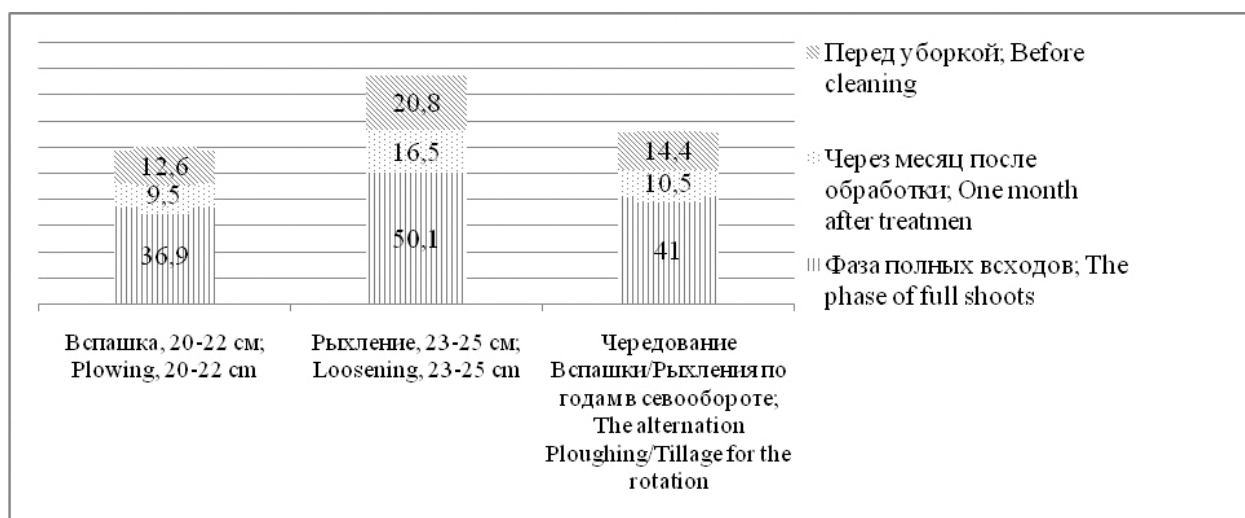 12,6
9,5
36,9
20,8
16,5
50,1
14,4
10,5
41
Вспашка, 20-22 см;
Plowing, 20-22 cm
Рыхление, 23-25 см;
Loosening, 23-25 cm
Чередование
Вспашки/Рыхления по
годам в севообороте;
The alternation
Ploughing/Tillage for the
rotation
Перед уборкой; Before
cleaning
Через месяц после
обработки; One month
after treatmen
Фаза полных всходов; The
phase of full shoots